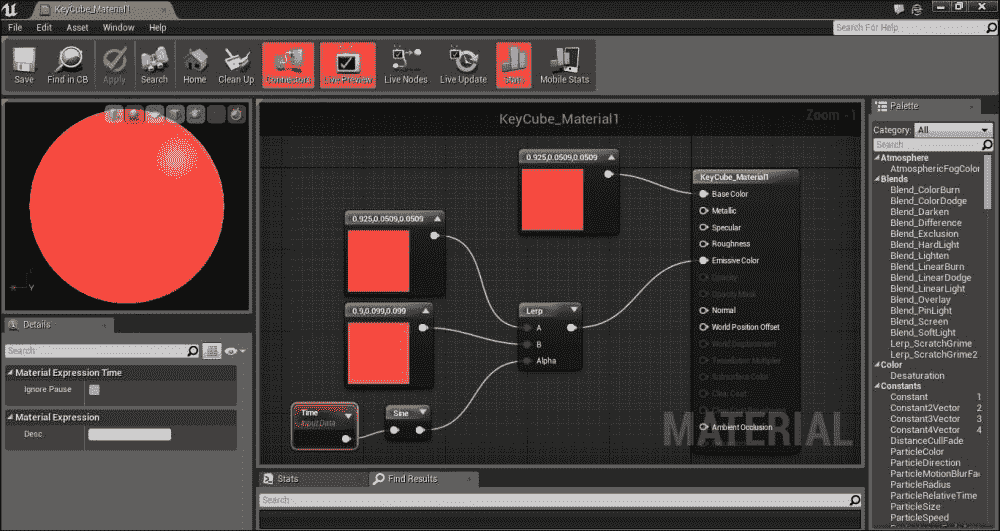 KeyCube_Material1
File Edit Asset Window Help
Search For Help
Save Find in CB Apply Search Home Clean Up Connectors Live Preview Live Nodes Live Update Stats Mobile Stats
Y
Details
Search
Material Expression Time
Ignore Pause
Material Expression
Desc
KeyCube_Material1
Zoom -1
0.925,0.0509,0.0509
0.925,0.0509,0.0509
0.9,0.099,0.099
Lerp
A
B
Alpha
Time
Input Data
Sine
KeyCube_Material1
Base Color
Metallic
Specular
Roughness
Emissive Color
Opacity
Opacity Mask
Normal
World Position Offset
World Displacement
Tessellation Multiplier
Subsurface Color
Clear Coat
Ambient Occlusion
MATERIAL
Stats
Find Results
Search
Palette
Category: All
Search
Atmosphere
AtmosphericFogColor
Blends
Blend_ColorBurn
Blend_ColorDodge
Blend_Darken
Blend_Difference
Blend_Exclusion
Blend_HardLight
Blend_Lighten
Blend_LinearBurn
Blend_LinearDodge
Blend_LinearLight
Blend_Overlay
Blend_PinLight
Blend_Screen
Blend_SoftLight
Lerp_ScratchGrime
Lerp_ScratchGrime2
Color
Desaturation
Constants
Constant 1
Constant2Vector 2
Constant3Vector 3
Constant4Vector 4
DistanceCullFade
ParticleColor
ParticleDirection
ParticleMotionBlurFa
ParticleRadius
ParticleRelativeTime
ParticleSize
ParticleSpeed